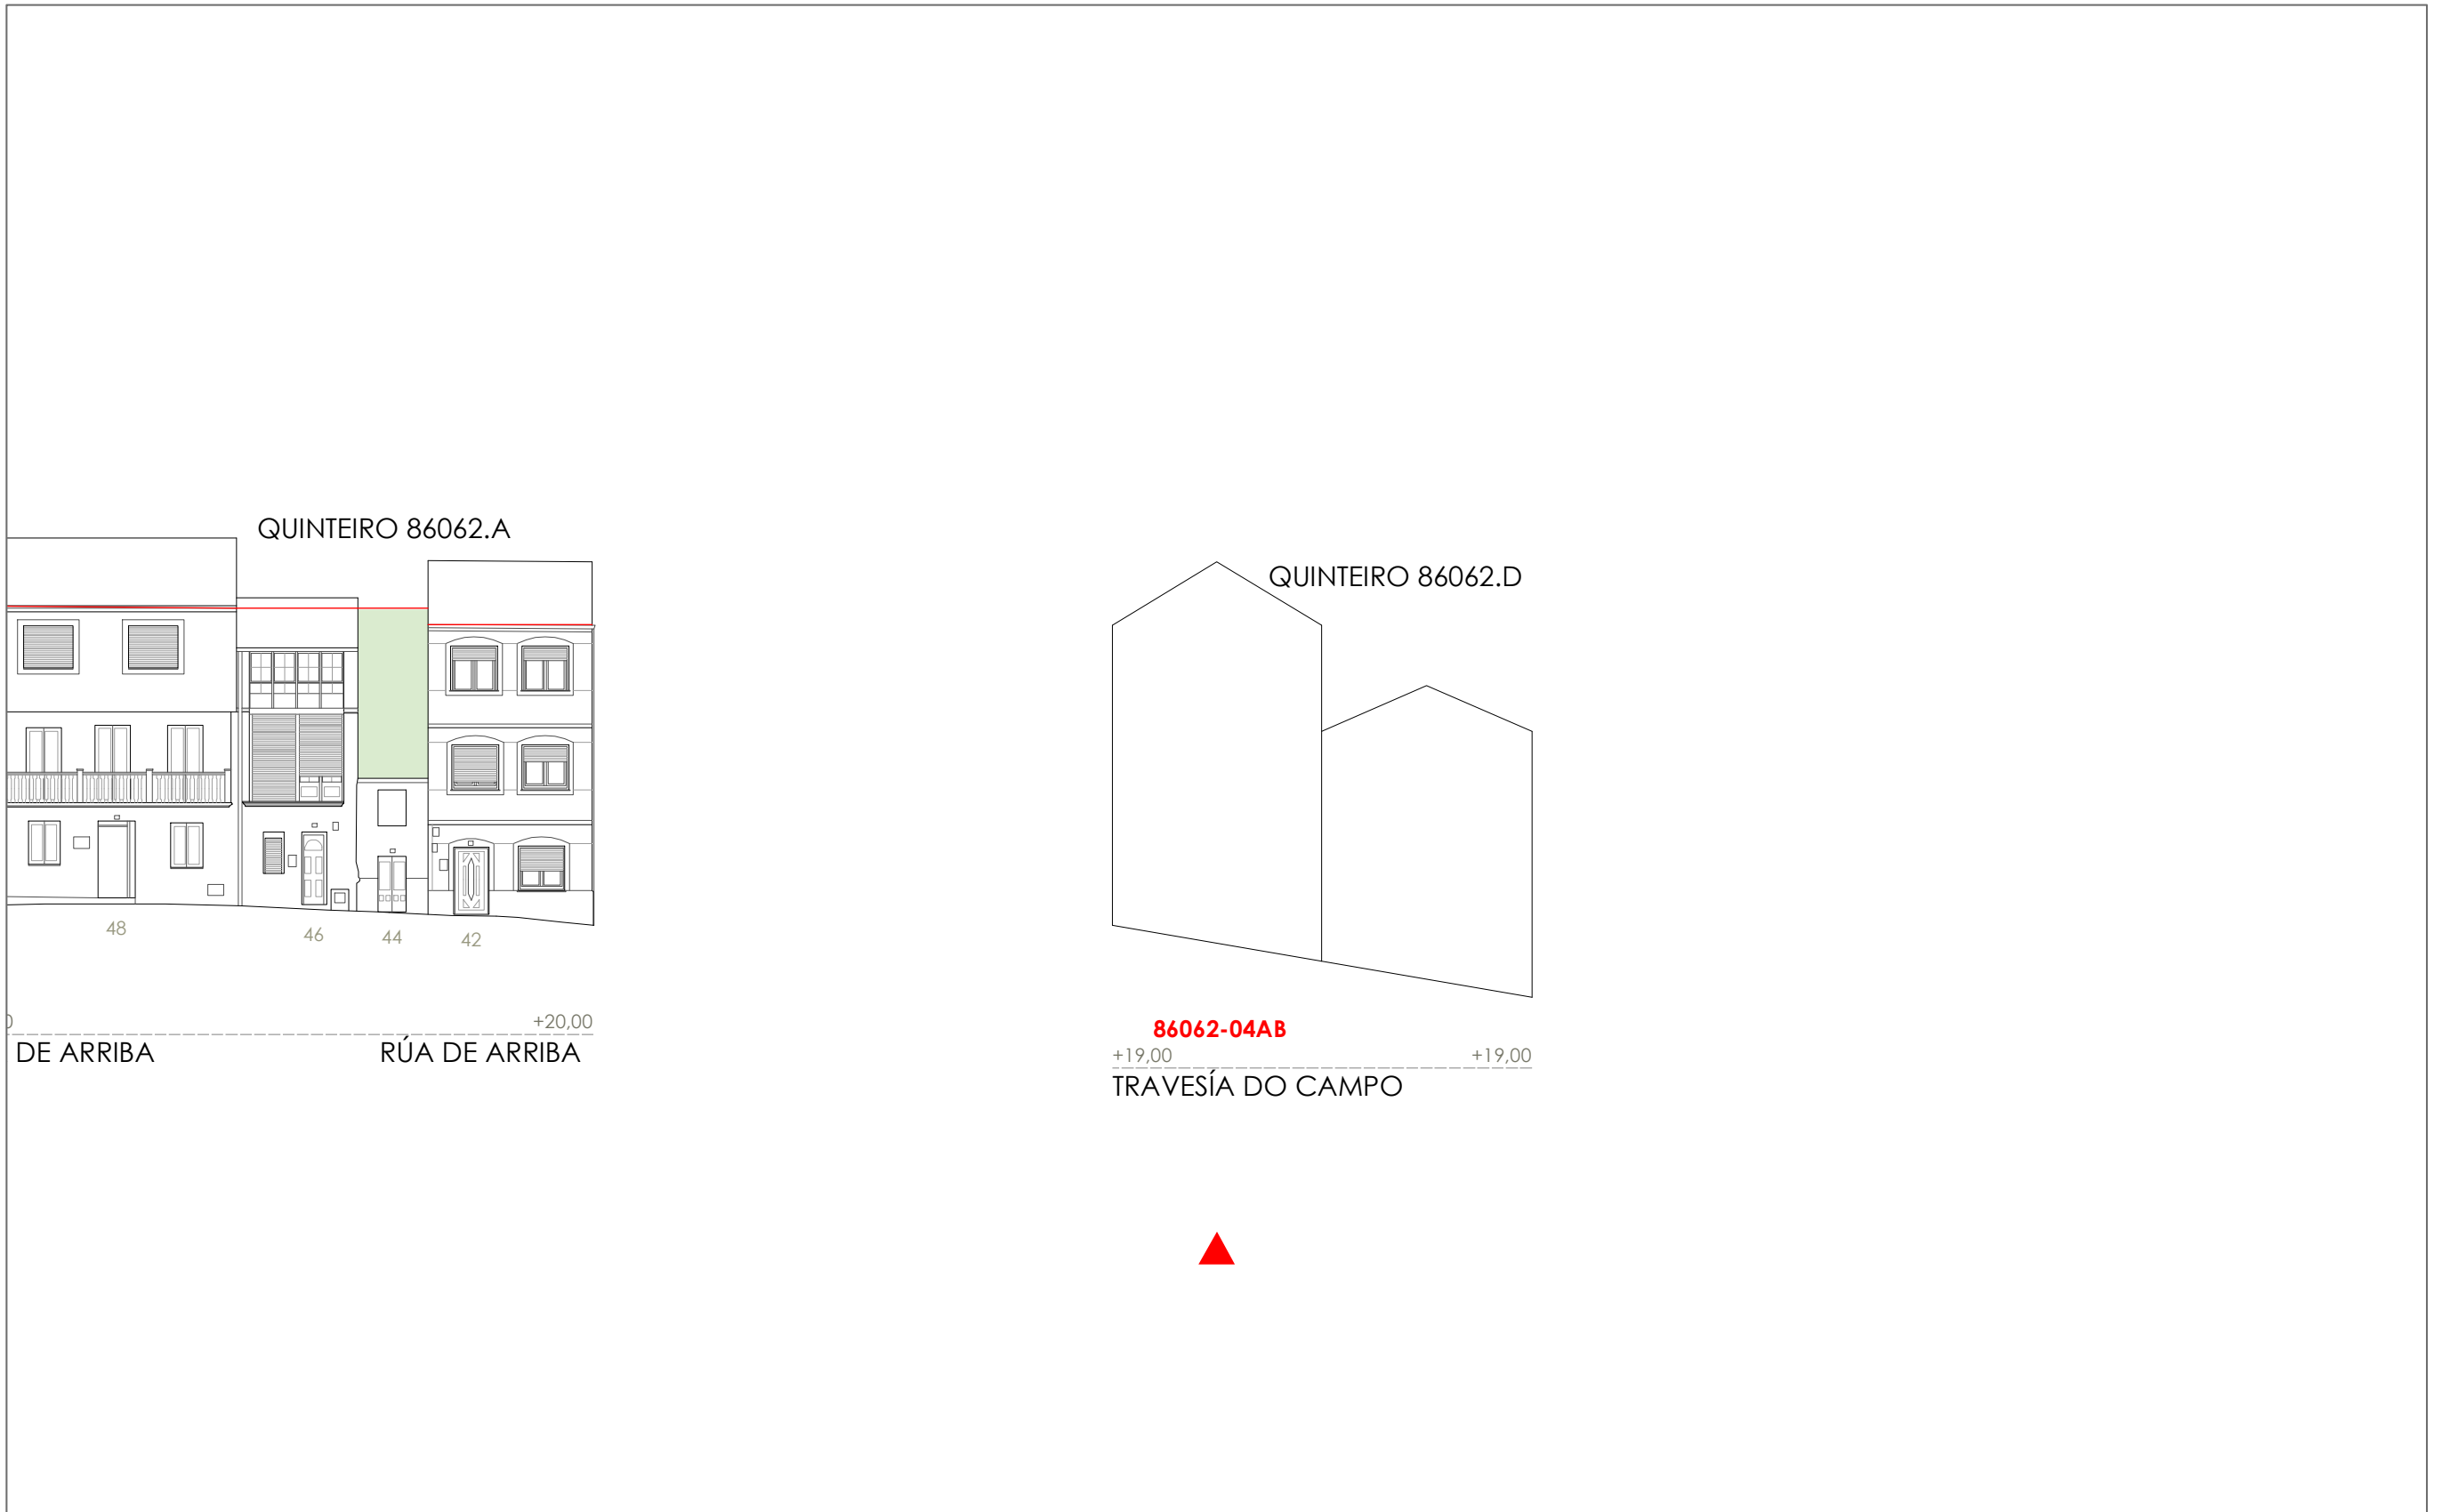 QUINTEIRO 86062.A
48
46
44
42
+20,00
DE ARRIBA
RÚA DE ARRIBA
QUINTEIRO 86062.D
86062-04AB
+19,00
+19,00
TRAVESÍA DO CAMPO